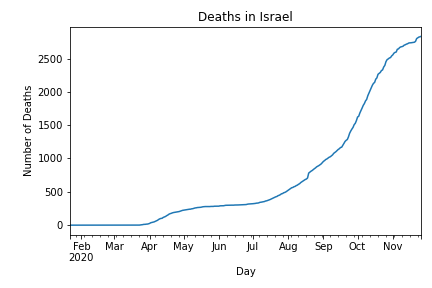 Deaths in Israel
Number of Deaths
2500
2000
1500
1000
500
0
Feb Mar Apr May Jun Jul Aug Sep Oct Nov
2020
Day